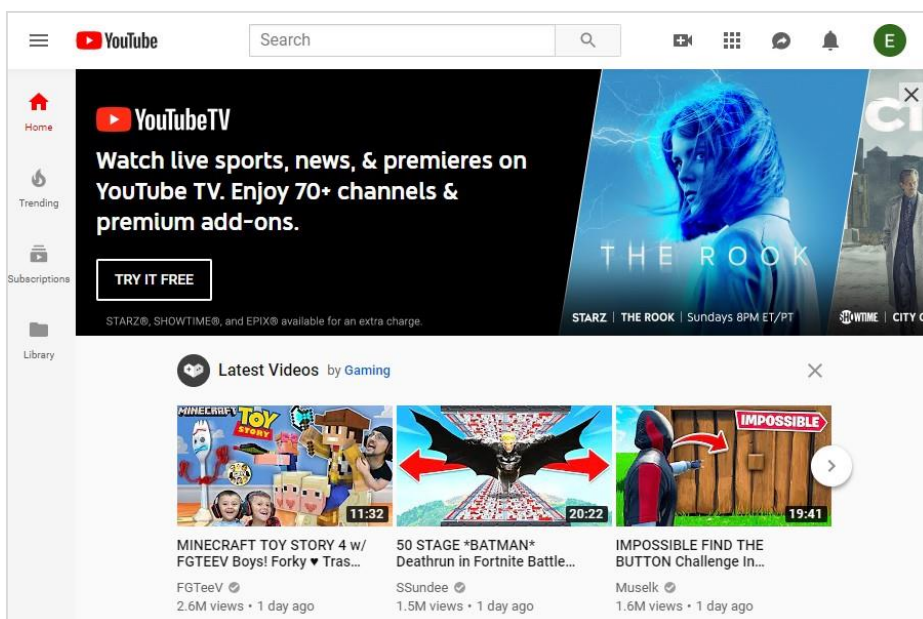 YouTube
Search
E
Home
Trending
Subscriptions
Library
YouTubeTV
Watch live sports, news, & premieres on
YouTube TV. Enjoy 70+ channels &
premium add-ons.
TRY IT FREE
STARZ®, SHOWTIME®, and EPIX® available for an extra charge.
THE ROOK
STARZ | THE ROOK | Sundays 8PM ET/PT
CI
SHOWTIME | CITY
Latest Videos by Gaming
MINECRAFT TOY STORY
11:32
20:22
IMPOSSIBLE
19:41
MINECRAFT TOY STORY 4 w/
FGTEEV Boys! Forky ♥ Tras...
FGTeeV
2.6M views • 1 day ago
50 STAGE *BATMAN*
Deathrun in Fortnite Battle...
SSundee
1.5M views • 1 day ago
IMPOSSIBLE FIND THE
BUTTON Challenge In...
Muselk
1.6M views • 1 day ago